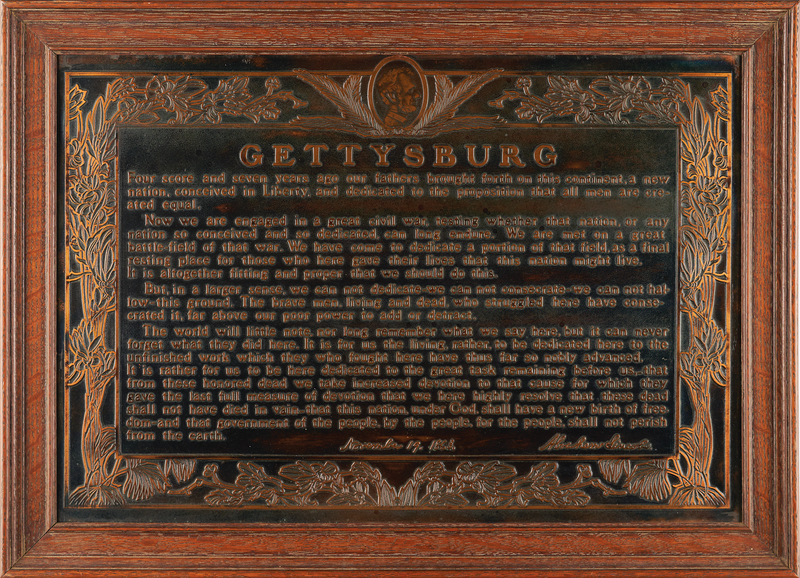 GETTYSBURG
Four score and seven years ago our fathers brought forth on this continent, a new
nation, conceived in Liberty, and dedicated to the proposition that all men are cre-
ated equal.
Now we are engaged in a great civil war, testing whether that nation, or any
nation so conceived and so dedicated, can long endure. We are met on a great
battle-field of that war. We have come to dedicate a portion of that field, as a final
resting place for those who here gave their lives that this nation might live.
It is altogether fitting and proper that we should do this.
But, in a larger sense, we can not dedicate-we can not consecrate-we can not hal-
low-this ground. The brave men, living and dead, who struggled here have conse-
crated it, far above our poor power to add or detract.
The world will little note, nor long remember what we say here, but it can never
forget what they did here. It is for us the living, rather, to be dedicated here to the
unfinished work which they who fought here have thus far so nobly advanced.
It is rather for us to be here dedicated to the great task remaining before us,-that
from these honored dead we take increased devotion to that cause for which they
gave the last full measure of devotion that we here highly resolve that these dead
shall not have died in vain-that this nation, under God, shall have a new birth of free
dom-and that government of the people, by the people, for the people, shall not perish
from the earth.
November 19, 1863. Abraham Lincoln.